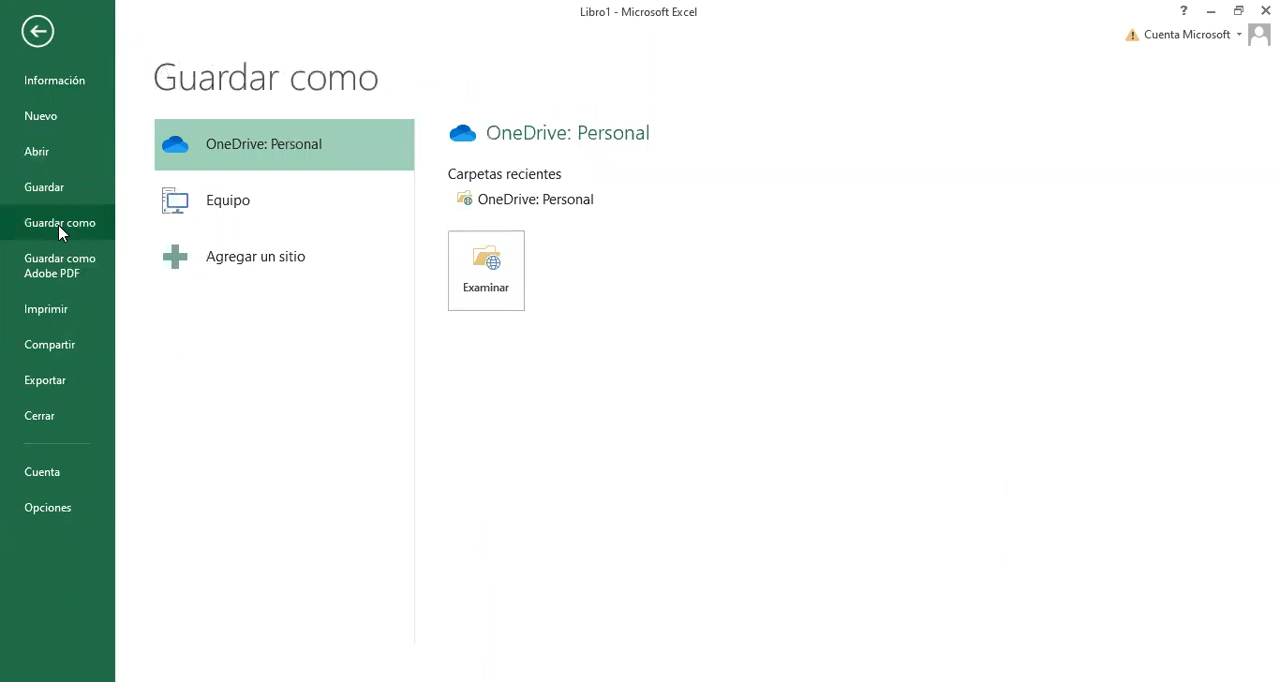 Libro1 - Microsoft Excel
?
Cuenta Microsoft
Información
Nuevo
Abrir
Guardar
Guardar como
Guardar como
Adobe PDF
Imprimir
Compartir
Exportar
Cerrar
Cuenta
Opciones
Guardar como
OneDrive: Personal
Equipo
Agregar un sitio
OneDrive: Personal
Carpetas recientes
OneDrive: Personal
Examinar